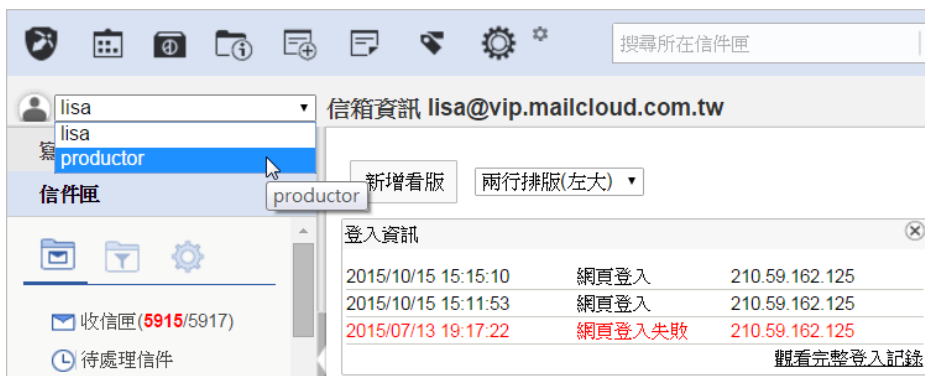 搜尋所在信件匣
lisa
信箱資訊 lisa@vip.mailcloud.com.tw
lisa
productor
productor
信件匣
新增看版
兩行排版(左大)
登入資訊
2015/10/15 15:15:10 網頁登入 210.59.162.125
2015/10/15 15:11:53 網頁登入 210.59.162.125
2015/07/13 19:17:22 網頁登入失敗 210.59.162.125
觀看完整登入記錄
收信匣(5915/5917)
待處理信件